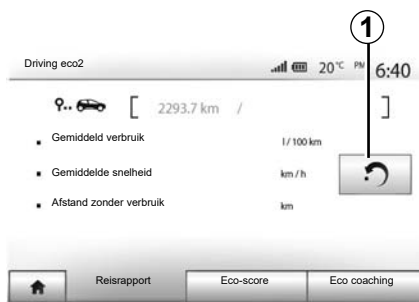 1
Driving eco2 20°C PM 6:40
[ 2293.7 km / ]
Gemiddeld verbruik l / 100 km
Gemiddelde snelheid km / h
Afstand zonder verbruik km
Reisrapport Eco-score Eco coaching